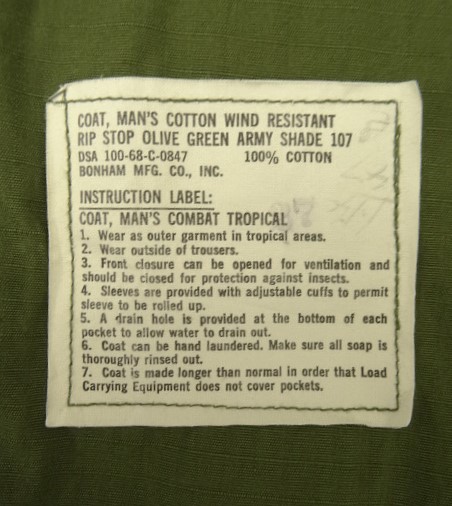 COAT, MAN'S COTTON WIND RESISTANT
RIP STOP OLIVE GREEN ARMY SHADE 107
DSA 100-68-C-0847 100% COTTON
BONHAM MFG. CO., INC.
INSTRUCTION LABEL:
COAT, MAN'S COMBAT TROPICAL
1. Wear as outer garment in tropical areas.
2. Wear outside of trousers.
3. Front closure can be opened for ventilation and
should be closed for protection against insects.
4. Sleeves are provided with adjustable cuffs to permit
sleeve to be rolled up.
5. A drain hole is provided at the bottom of each
pocket to allow water to drain out.
6. Coat can be hand laundered. Make sure all soap is
thoroughly rinsed out.
7. Coat is made longer than normal in order that Load
Carrying Equipment does not cover pockets.